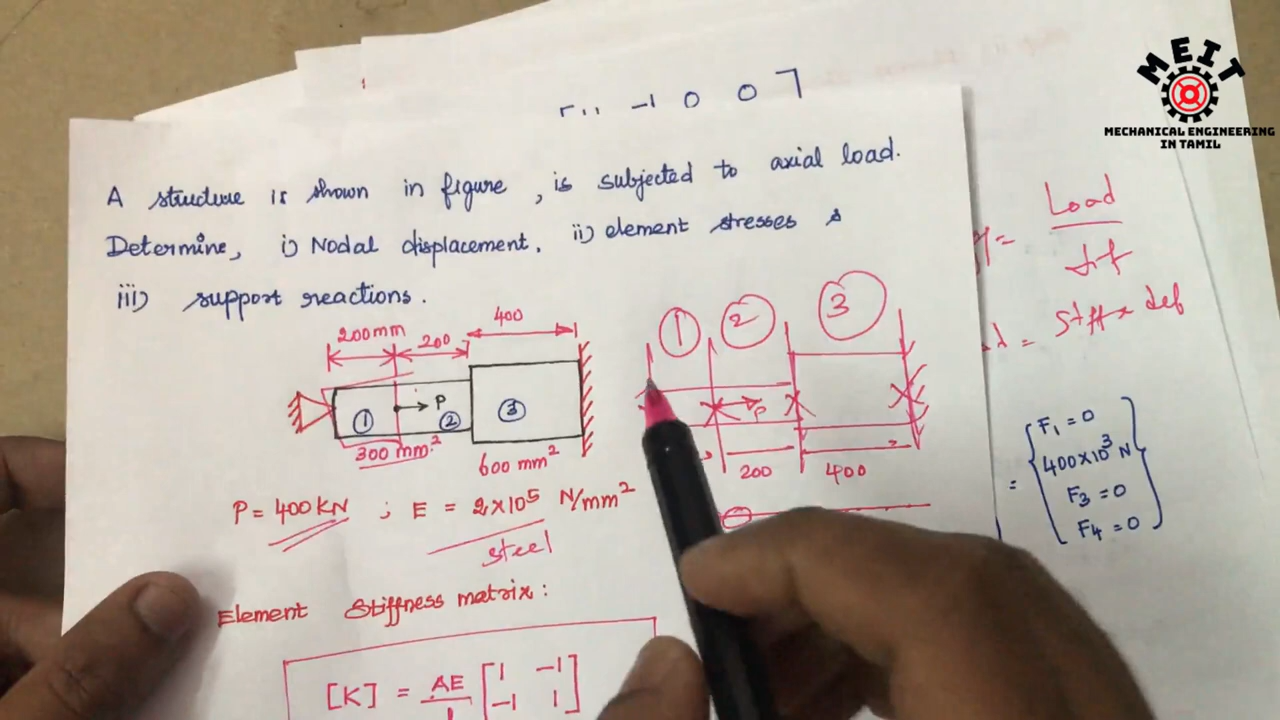 MEIT
MECHANICAL ENGINEERING
IN TAMIL
-1 0 0
A structure is shown in figure, is subjected to axial load.
Determine, i) Nodal displacement. ii) element stresses &
iii) support reactions.
200mm 200 400
1 P 2 3
300 mm² 600 mm²
P = 400 KN ; E = 2×10⁵ N/mm²
steel
1 2 3
P
200 400
Element Stiffness matrix:
[K] = AE [1 -1
-1 1]
Load
= Stiff × def
= { F₁ = 0
400×10³ N
F₃ = 0
F₄ = 0 }